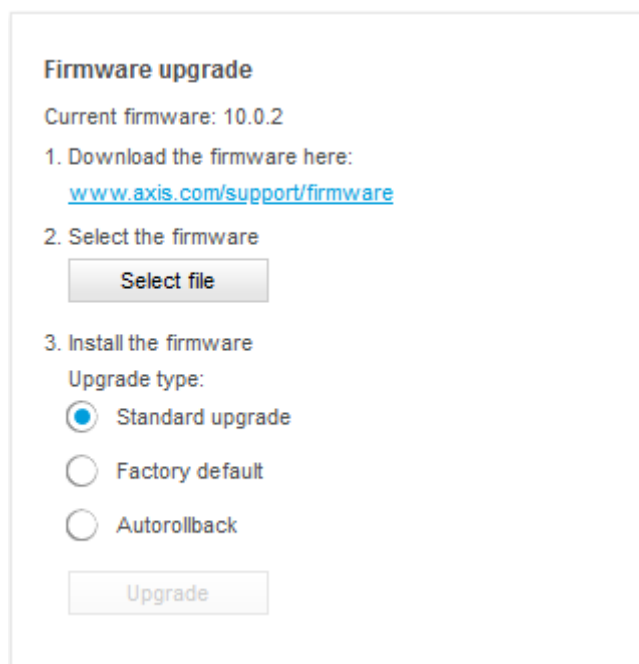 Firmware upgrade
Current firmware: 10.0.2
1. Download the firmware here:
www.axis.com/support/firmware
2. Select the firmware
Select file
3. Install the firmware
Upgrade type:
Standard upgrade
Factory default
Autorollback
Upgrade